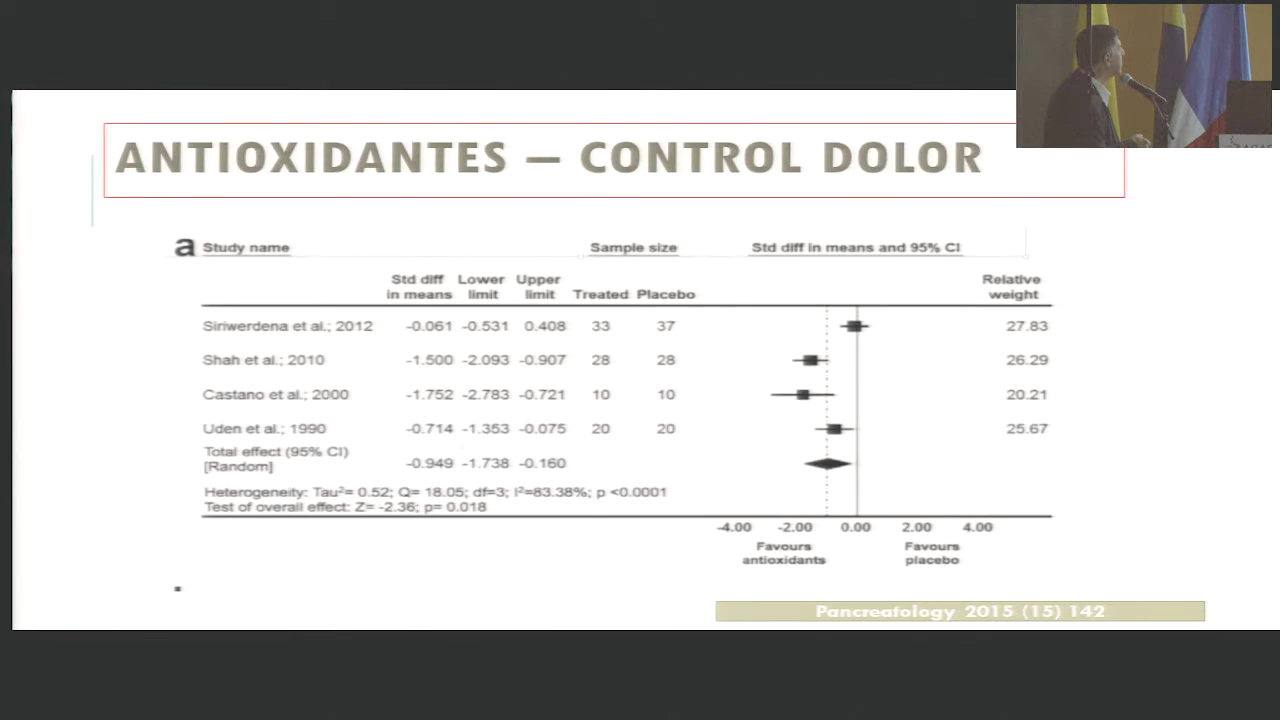 ANTIOXIDANTES — CONTROL DOLOR
a Study name Sample size Std diff in means and 95% CI
Std diff in means Lower limit Upper limit Treated Placebo Relative weight
Siriwerdena et al.; 2012 -0.061 -0.531 0.408 33 37 27.83
Shah et al.; 2010 -1.500 -2.093 -0.907 28 28 26.29
Castano et al.; 2000 -1.752 -2.783 -0.721 10 10 20.21
Uden et al.; 1990 -0.714 -1.353 -0.075 20 20 25.67
Total effect (95% CI)
[Random] -0.949 -1.738 -0.160
Heterogeneity: Tau²= 0.52; Q= 18.05; df=3; I²=83.38%; p <0.0001
Test of overall effect: Z= -2.36; p= 0.018
-4.00 -2.00 0.00 2.00 4.00
Favours antioxidants Favours placebo
Pancreatology 2015 (15) 142